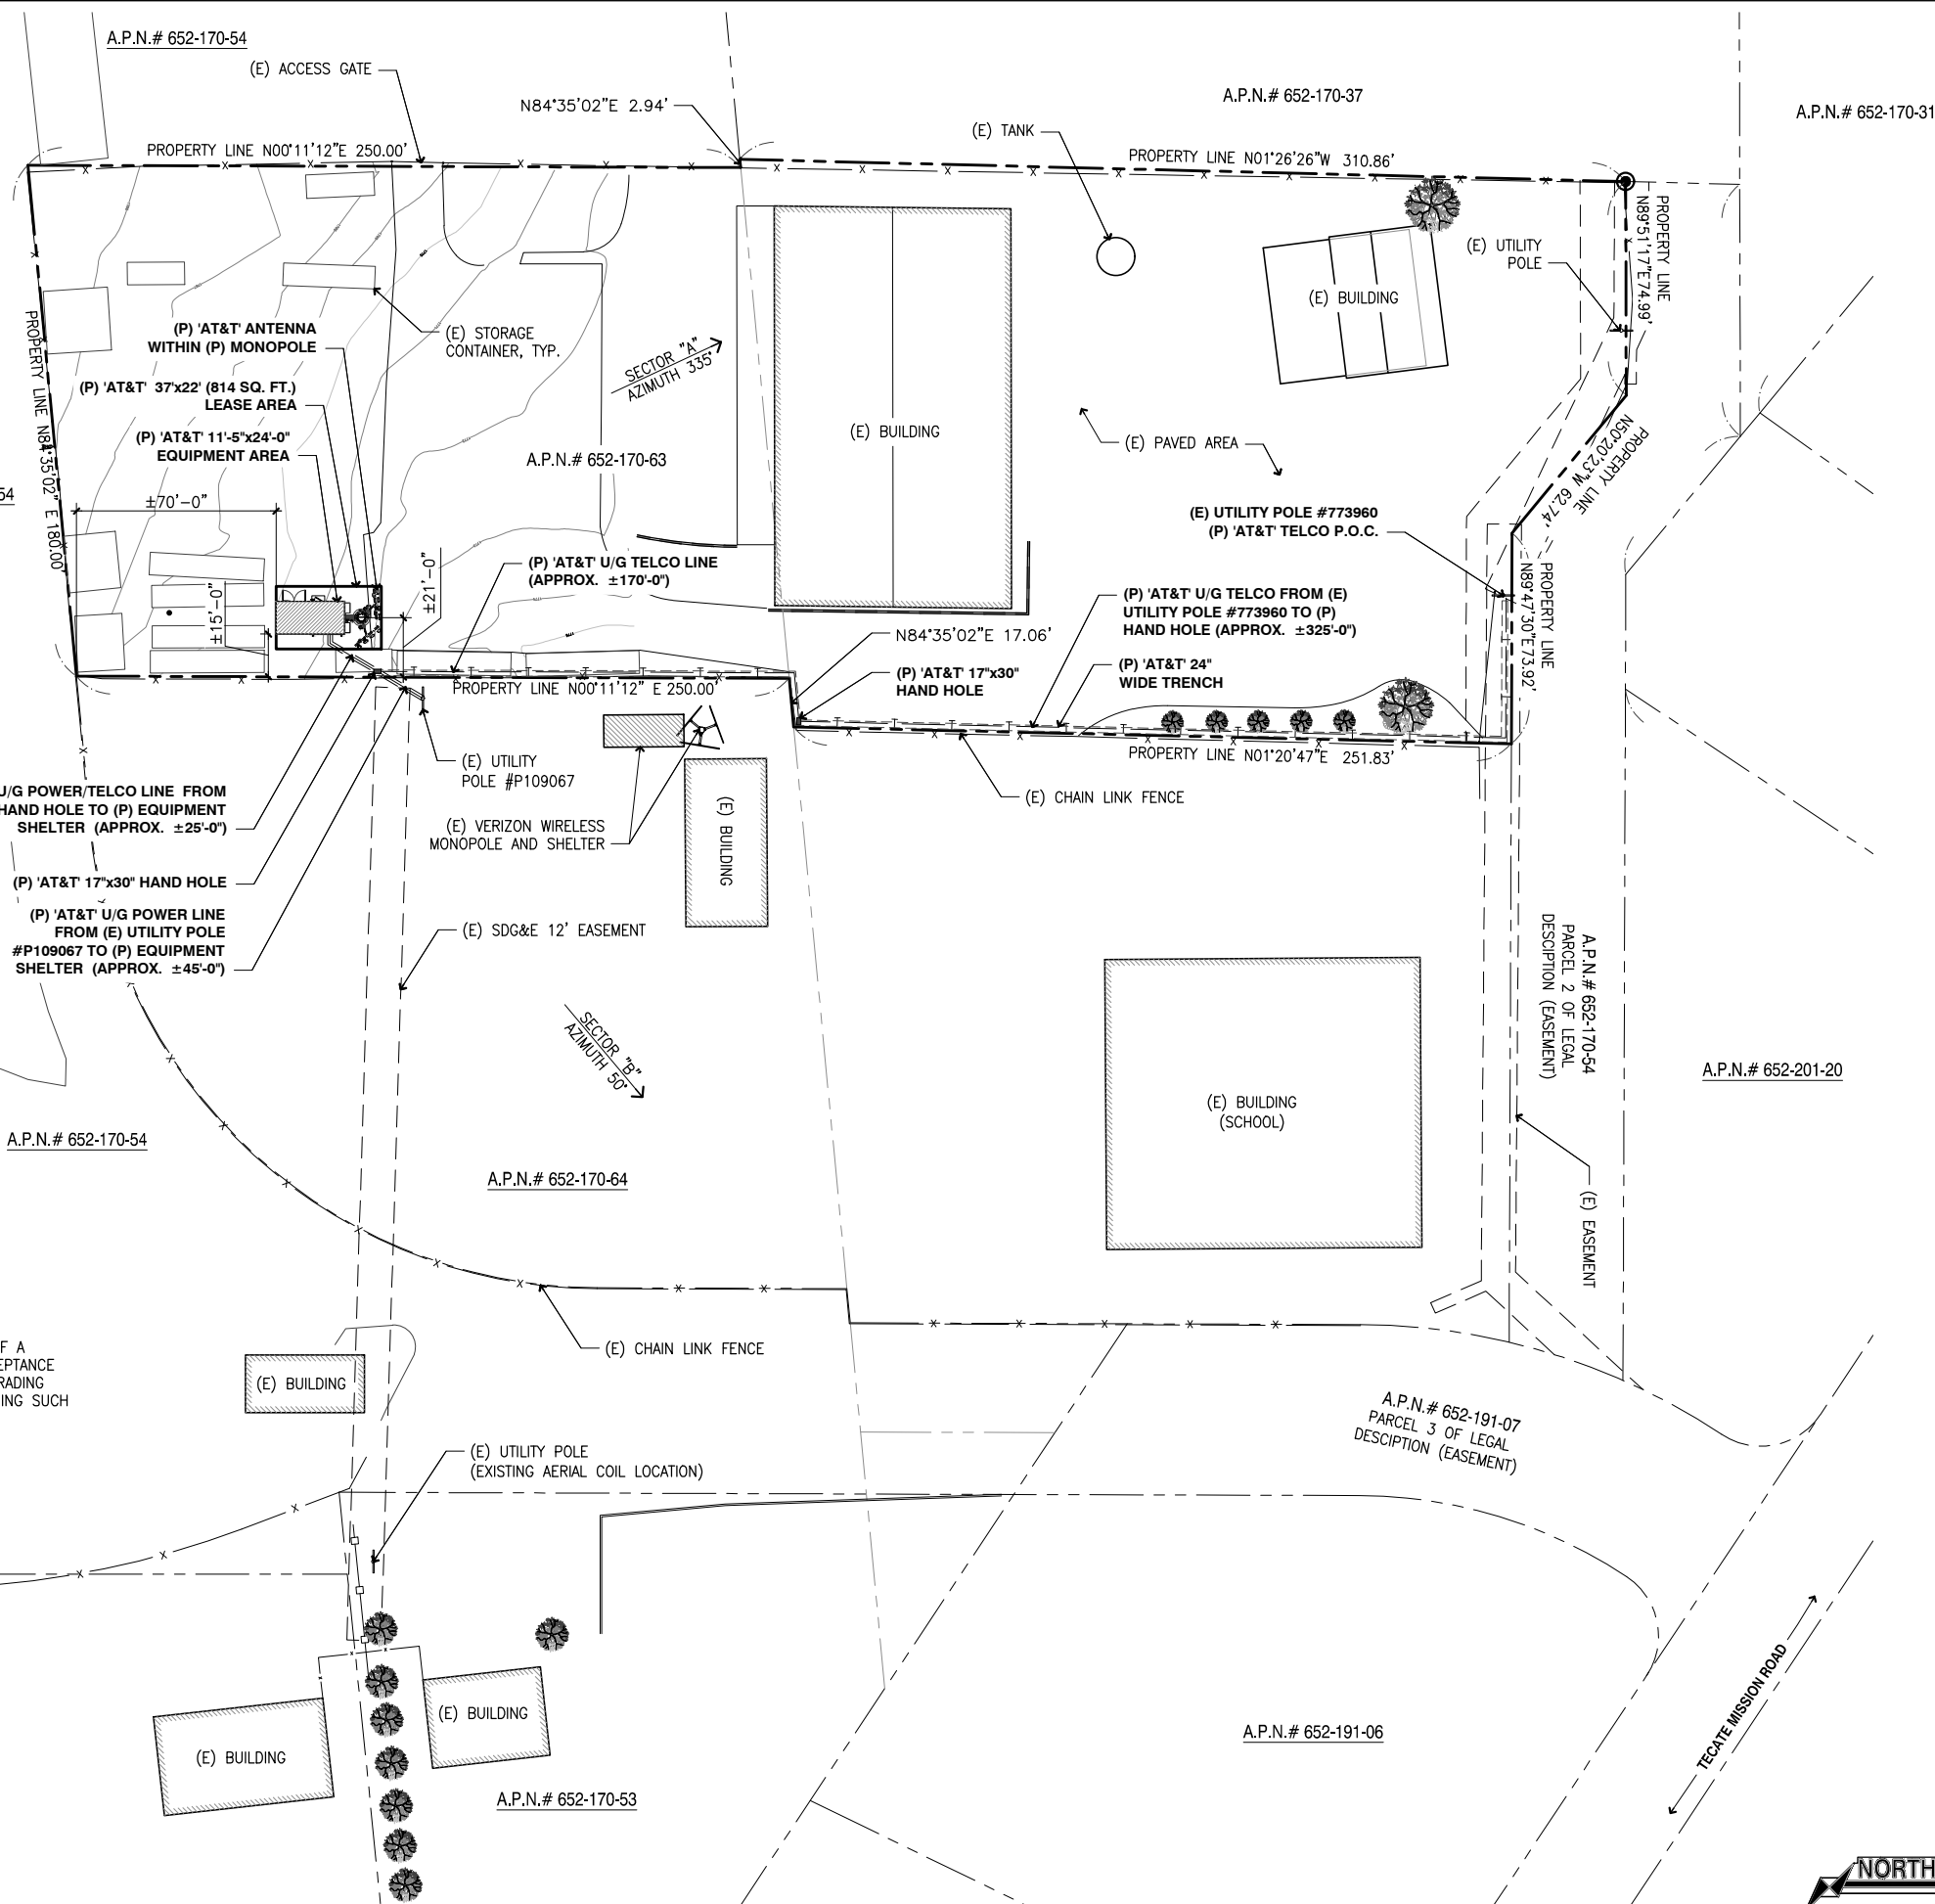 A.P.N.# 652-170-54
(E) ACCESS GATE
N84°35'02"E 2.94'
A.P.N.# 652-170-37
A.P.N.# 652-170-31
(E) TANK
PROPERTY LINE N00°11'12"E 250.00'
PROPERTY LINE N01°26'26"W 310.86'
PROPERTY LINE
N89°51'17"E 74.99'
(E) UTILITY
POLE
(E) BUILDING
(P) 'AT&T' ANTENNA
WITHIN (P) MONOPOLE
(E) STORAGE
CONTAINER, TYP.
SECTOR "A"
AZIMUTH 335°
PROPERTY LINE N84°35'02" E 180.00'
(P) 'AT&T' 37'x22' (814 SQ. FT.)
LEASE AREA
(P) 'AT&T' 11'-5"x24'-0"
EQUIPMENT AREA
A.P.N.# 652-170-63
(E) BUILDING
(E) PAVED AREA
PROPERTY LINE
N50°20'23"W 62.74'
54
±70'-0"
(E) UTILITY POLE #773960
(P) 'AT&T' TELCO P.O.C.
(P) 'AT&T' U/G TELCO LINE
(APPROX. ±170'-0")
±21'-0"
±15'-0"
(P) 'AT&T' U/G TELCO FROM (E)
UTILITY POLE #773960 TO (P)
HAND HOLE (APPROX. ±325'-0")
PROPERTY LINE
N89°47'30"E 73.92'
N84°35'02"E 17.06'
(P) 'AT&T' 17"x30"
HAND HOLE
(P) 'AT&T' 24"
WIDE TRENCH
PROPERTY LINE N00°11'12" E 250.00'
PROPERTY LINE N01°20'47"E 251.83'
(E) UTILITY
POLE #P109067
(E) CHAIN LINK FENCE
U/G POWER/TELCO LINE FROM
HAND HOLE TO (P) EQUIPMENT
SHELTER (APPROX. ±25'-0")
(E) VERIZON WIRELESS
MONOPOLE AND SHELTER
(E) BUILDING
(P) 'AT&T' 17"x30" HAND HOLE
(P) 'AT&T' U/G POWER LINE
FROM (E) UTILITY POLE
#P109067 TO (P) EQUIPMENT
SHELTER (APPROX. ±45'-0")
(E) SDG&E 12' EASEMENT
A.P.N.# 652-170-54
PARCEL 2 OF LEGAL
DESCIPTION (EASEMENT)
SECTOR "B"
AZIMUTH 50°
A.P.N.# 652-201-20
(E) BUILDING
(SCHOOL)
A.P.N.# 652-170-54
A.P.N.# 652-170-64
(E) EASEMENT
F A
EPTANCE
RADING
ING SUCH
(E) CHAIN LINK FENCE
(E) BUILDING
A.P.N.# 652-191-07
PARCEL 3 OF LEGAL
DESCIPTION (EASEMENT)
(E) UTILITY POLE
(EXISTING AERIAL COIL LOCATION)
(E) BUILDING
(E) BUILDING
A.P.N.# 652-191-06
TECATE MISSION ROAD
A.P.N.# 652-170-53
NORTH